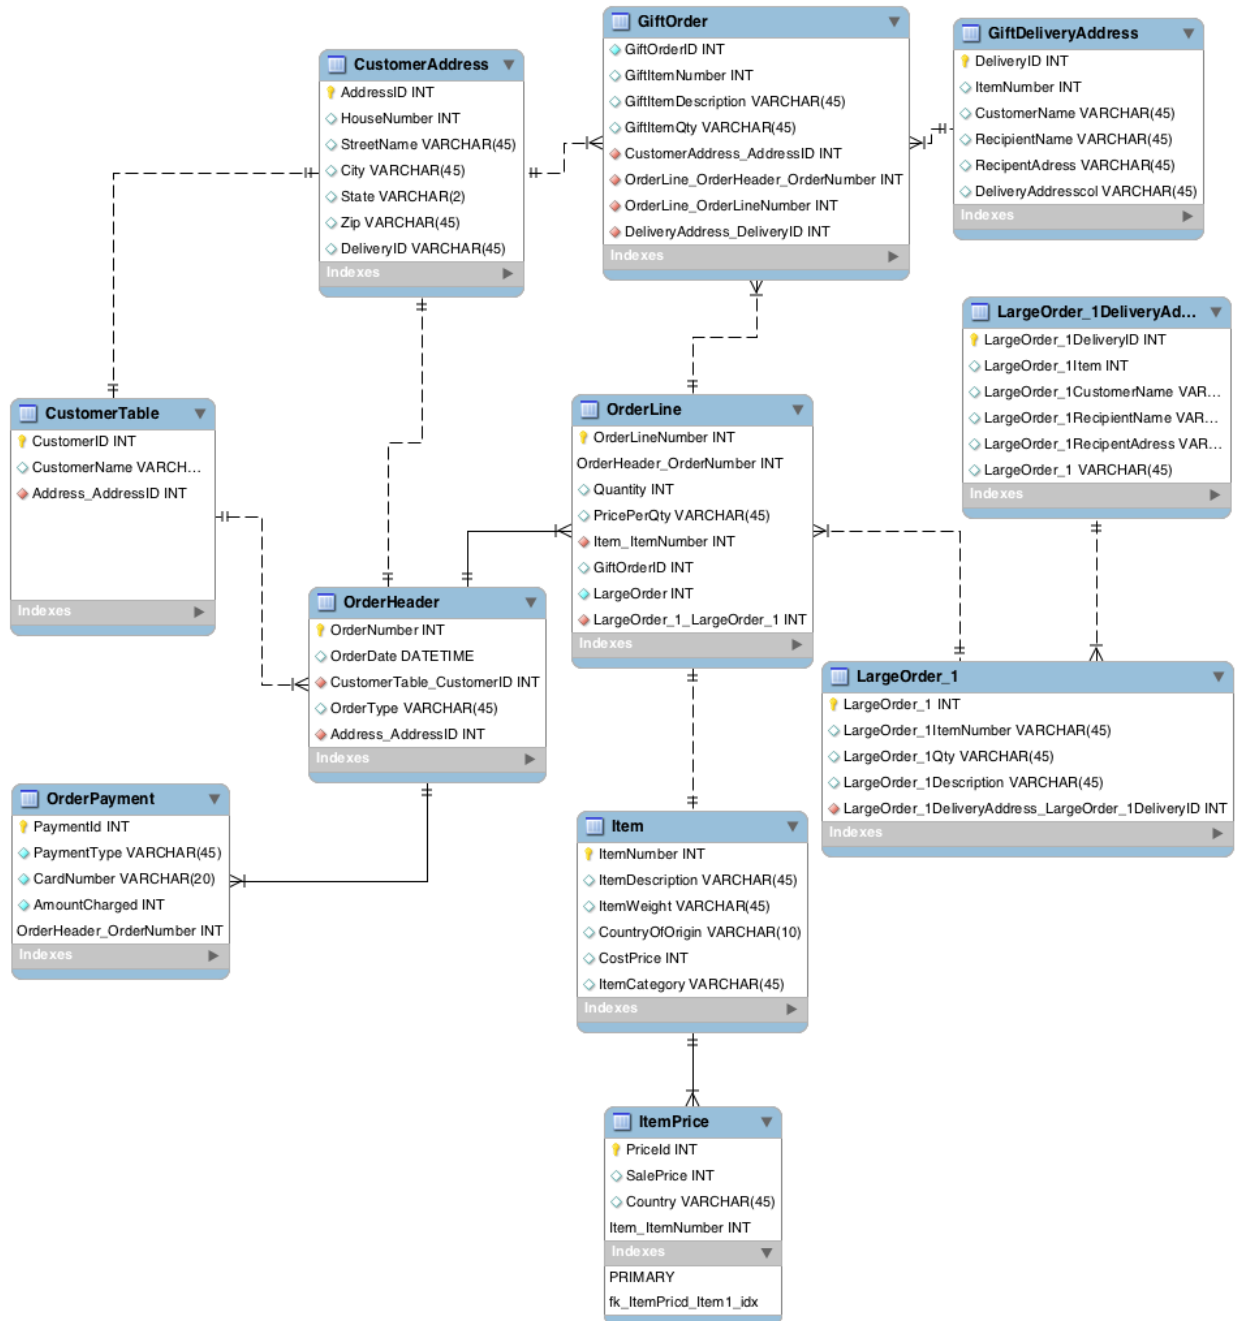 GiftOrder
GiftOrderID INT
GiftItemNumber INT
GiftItemDescription VARCHAR(45)
GiftItemQty VARCHAR(45)
CustomerAddress_AddressID INT
OrderLine_OrderHeader_OrderNumber INT
OrderLine_OrderLineNumber INT
DeliveryAddress_DeliveryID INT
Indexes
GiftDeliveryAddress
DeliveryID INT
ItemNumber INT
CustomerName VARCHAR(45)
RecipientName VARCHAR(45)
RecipentAdress VARCHAR(45)
DeliveryAddresscol VARCHAR(45)
Indexes
CustomerAddress
AddressID INT
HouseNumber INT
StreetName VARCHAR(45)
City VARCHAR(45)
State VARCHAR(2)
Zip VARCHAR(45)
DeliveryID VARCHAR(45)
Indexes
LargeOrder_1DeliveryAd...
LargeOrder_1DeliveryID INT
LargeOrder_1Item INT
LargeOrder_1CustomerName VAR...
LargeOrder_1RecipientName VAR...
LargeOrder_1RecipentAdress VAR...
LargeOrder_1 VARCHAR(45)
Indexes
CustomerTable
CustomerID INT
CustomerName VARCH...
Address_AddressID INT
Indexes
OrderLine
OrderLineNumber INT
OrderHeader_OrderNumber INT
Quantity INT
PricePerQty VARCHAR(45)
Item_ItemNumber INT
GiftOrderID INT
LargeOrder INT
LargeOrder_1_LargeOrder_1 INT
Indexes
OrderHeader
OrderNumber INT
OrderDate DATETIME
CustomerTable_CustomerID INT
OrderType VARCHAR(45)
Address_AddressID INT
Indexes
LargeOrder_1
LargeOrder_1 INT
LargeOrder_1ItemNumber VARCHAR(45)
LargeOrder_1Qty VARCHAR(45)
LargeOrder_1Description VARCHAR(45)
LargeOrder_1DeliveryAddress_LargeOrder_1DeliveryID INT
Indexes
OrderPayment
PaymentId INT
PaymentType VARCHAR(45)
CardNumber VARCHAR(20)
AmountCharged INT
OrderHeader_OrderNumber INT
Indexes
Item
ItemNumber INT
ItemDescription VARCHAR(45)
ItemWeight VARCHAR(45)
CountryOfOrigin VARCHAR(10)
CostPrice INT
ItemCategory VARCHAR(45)
Indexes
ItemPrice
PriceId INT
SalePrice INT
Country VARCHAR(45)
Item_ItemNumber INT
Indexes
PRIMARY
fk_ItemPricd_Item1_idx